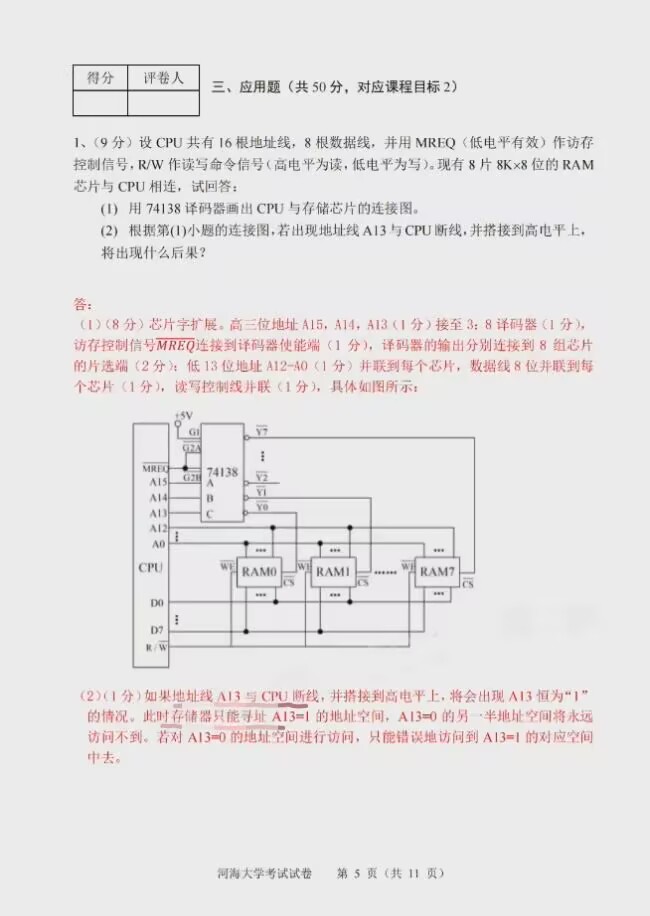 得分 评卷人
三、应用题（共 50 分，对应课程目标 2）
1、（9 分）设 CPU 共有 16 根地址线，8 根数据线，并用 MREQ（低电平有效）作访存
控制信号，R/W 作读写命令信号（高电平为读，低电平为写）。现有 8 片 8K×8 位的 RAM
芯片与 CPU 相连，试回答：
(1) 用 74138 译码器画出 CPU 与存储芯片的连接图。
(2) 根据第(1)小题的连接图，若出现地址线 A13 与 CPU 断线，并搭接到高电平上，
将出现什么后果？
答：
（1）（8 分）芯片字扩展。高三位地址 A15，A14，A13（1 分）接至 3：8 译码器（1 分），
访存控制信号MREQ连接到译码器使能端（1 分），译码器的输出分别连接到 8 组芯片
的片选端（2 分）；低 13 位地址 A12-A0（1 分）并联到每个芯片，数据线 8 位并联到每
个芯片（1 分），读写控制线并联（1 分），具体如图所示：
+5V
G1 Y7
G2A
MREQ 74138
G2B Y2
A15 A
Y1
A14 B
Y0
A13 C
A12
A0
WE RAM0 CS WE RAM1 CS …… WE RAM7 CS
CPU
D0
D7
R/W
（2）（1 分）如果地址线 A13 与 CPU 断线，并搭接到高电平上，将会出现 A13 恒为“1”
的情况。此时存储器只能寻址 A13=1 的地址空间，A13=0 的另一半地址空间将永远
访问不到。若对 A13=0 的地址空间进行访问，只能错误地访问到 A13=1 的对应空间
中去。
河海大学考试试卷 第 5 页（共 11 页）